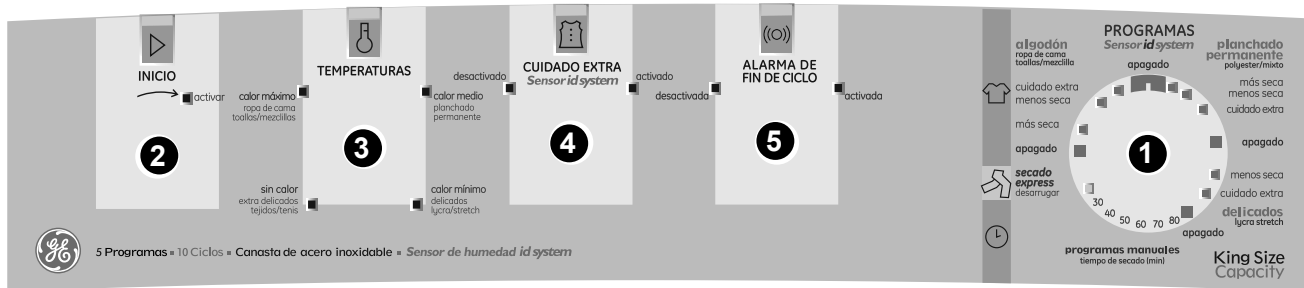 INICIO
activar
2
TEMPERATURAS
calor máximo
ropa de cama
toallas/mezclillas
calor medio
planchado
permanente
3
sin calor
extra delicados
tejidos/tenis
calor mínimo
delicados
lycra/stretch
CUIDADO EXTRA
Sensor id system
desactivado
activado
4
ALARMA DE
FIN DE CICLO
desactivada
activada
5
PROGRAMAS
Sensor id system
algodón
ropa de cama
toallas/mezclilla
cuidado extra
menos seca
más seca
apagado
secado
express
desarrugar
apagado
planchado
permanente
polyester/mixto
más seca
menos seca
cuidado extra
apagado
menos seca
cuidado extra
delicados
lycra stretch
apagado
1
30
40
50
60
70
80
programas manuales
tiempo de secado (min)
King Size
Capacity
GE
5 Programas ▪ 10 Ciclos ▪ Canasta de acero inoxidable ▪ Sensor de humedad id system